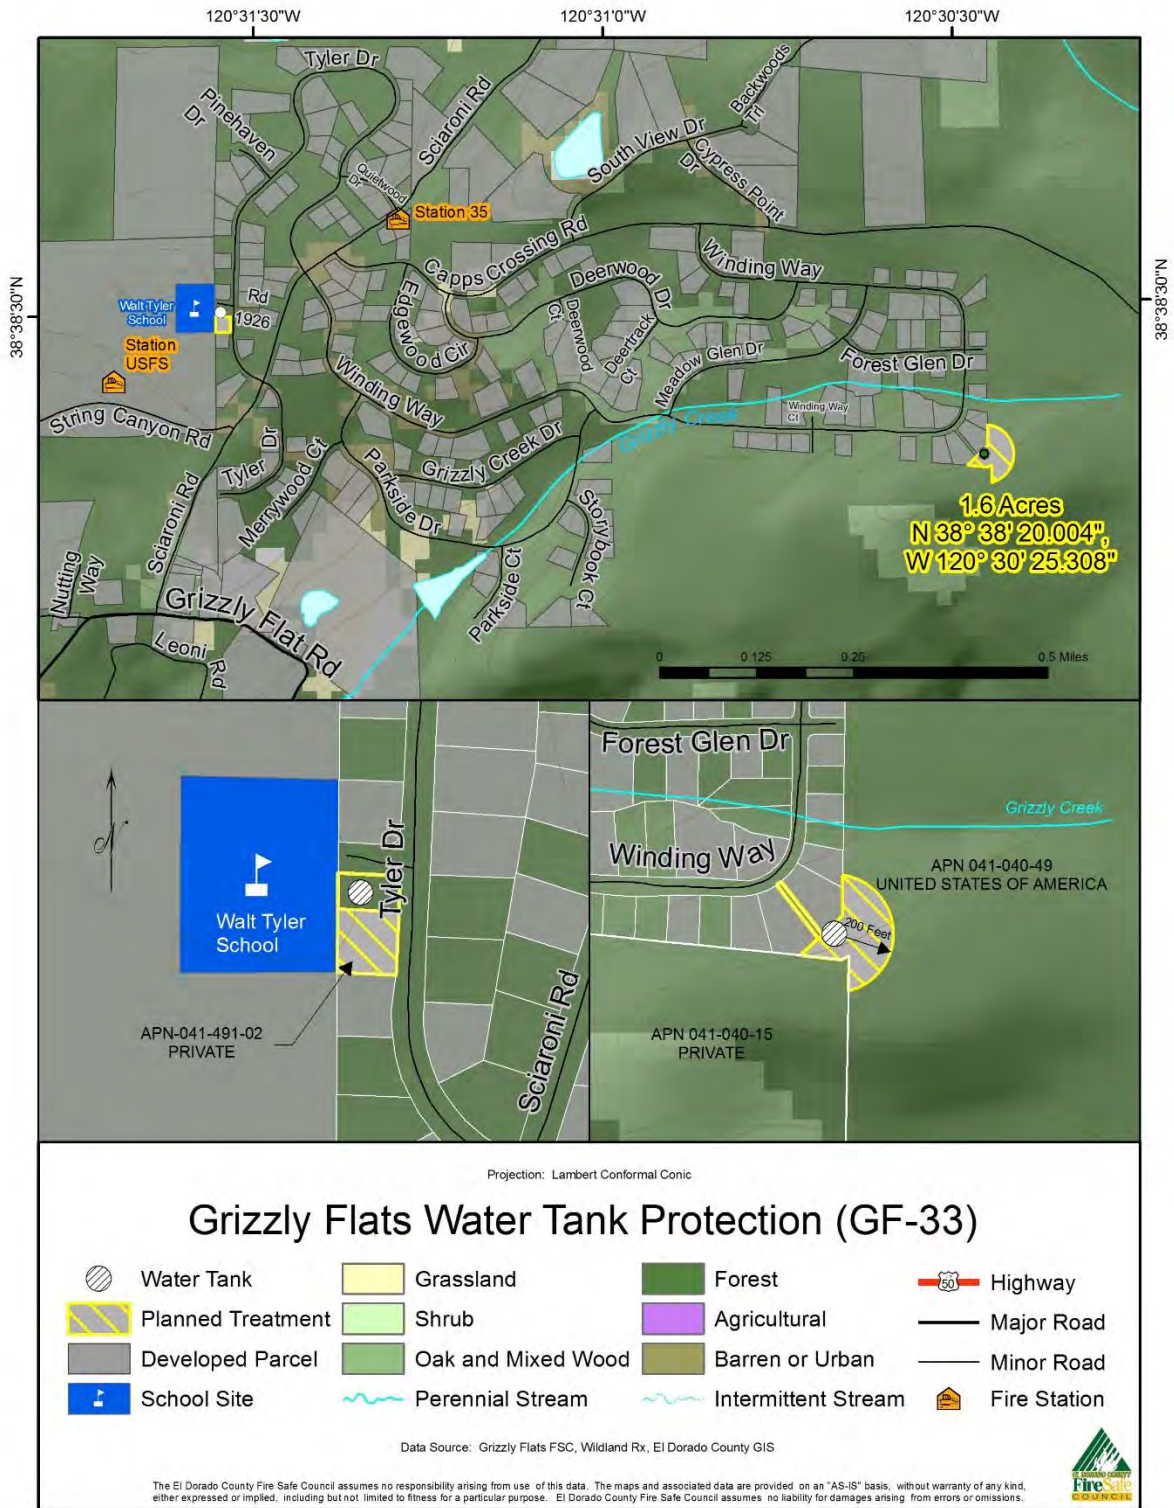 120°31'30"W
120°31'0"W
120°30'30"W
38°38'30"N
38°38'30"N
Tyler Dr
Pinehaven
Dr
Sciaroni Rd
Quietwood
Dr
Station 35
Backwoods
Trl
South View Dr
Cypress Point
Dr
Capps Crossing Rd
Winding Way
Deerwood Dr
Edgewood Cir
Deerwood
Ct
Deertrack
Ct
Meadow Glen Dr
Forest Glen Dr
Walt Tyler
School
Rd
1926
Station
USFS
String Canyon Rd
Winding Way
Winding Way
Ct
Grizzly Creek
Grizzly Creek Dr
Tyler Dr
Merrywood Ct
Parkside Dr
Storybook Ct
Parkside Ct
Sciaroni Rd
Nutting
Way
Grizzly Flat Rd
Leoni
Rd
1.6 Acres
N 38° 38' 20.004",
W 120° 30' 25.308"
0 0.125 0.25 0.5 Miles
Walt Tyler
School
Tyler Dr
Sciaroni Rd
APN-041-491-02
PRIVATE
Forest Glen Dr
Grizzly Creek
Winding Way
APN 041-040-49
UNITED STATES OF AMERICA
200 Feet
APN 041-040-15
PRIVATE
Projection: Lambert Conformal Conic
Grizzly Flats Water Tank Protection (GF-33)
Water Tank
Grassland
Forest
50
Highway
Planned Treatment
Shrub
Agricultural
Major Road
Developed Parcel
Oak and Mixed Wood
Barren or Urban
Minor Road
School Site
Perennial Stream
Intermittent Stream
Fire Station
Data Source: Grizzly Flats FSC, Wildland Rx, El Dorado County GIS
The El Dorado County Fire Safe Council assumes no responsibility arising from use of this data. The maps and associated data are provided on an "AS-IS" basis, without warranty of any kind,
either expressed or implied, including but not limited to fitness for a particular purpose. El Dorado County Fire Safe Council assumes no liability for damages arising from errors or omissions.
EL DORADO COUNTY
FireSafe
COUNCIL